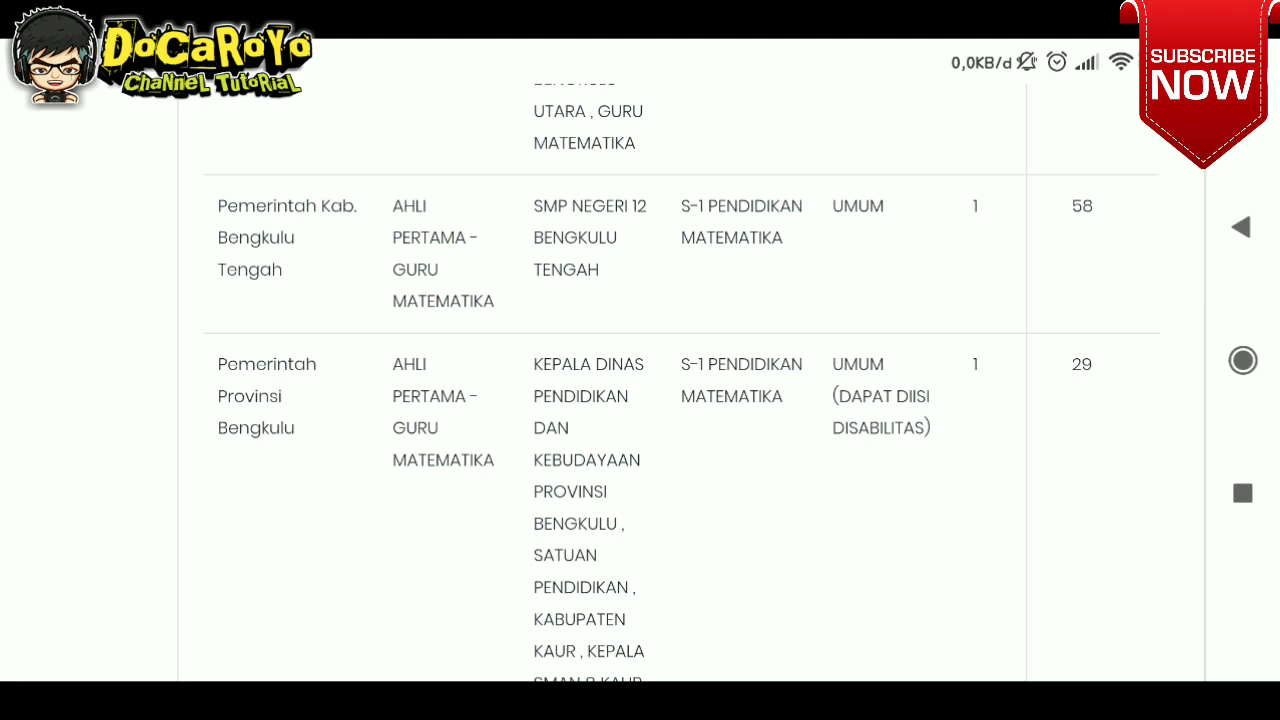 DoCaRoYo
ChanneL TutoRiaL
0,0KB/d
SUBSCRIBE
NOW
UTARA , GURU
MATEMATIKA
Pemerintah Kab.
Bengkulu
Tengah
AHLI
PERTAMA -
GURU
MATEMATIKA
SMP NEGERI 12
BENGKULU
TENGAH
S-1 PENDIDIKAN
MATEMATIKA
UMUM
1
58
Pemerintah
Provinsi
Bengkulu
AHLI
PERTAMA -
GURU
MATEMATIKA
KEPALA DINAS
PENDIDIKAN
DAN
KEBUDAYAAN
PROVINSI
BENGKULU ,
SATUAN
PENDIDIKAN ,
KABUPATEN
KAUR , KEPALA
S-1 PENDIDIKAN
MATEMATIKA
UMUM
(DAPAT DIISI
DISABILITAS)
1
29